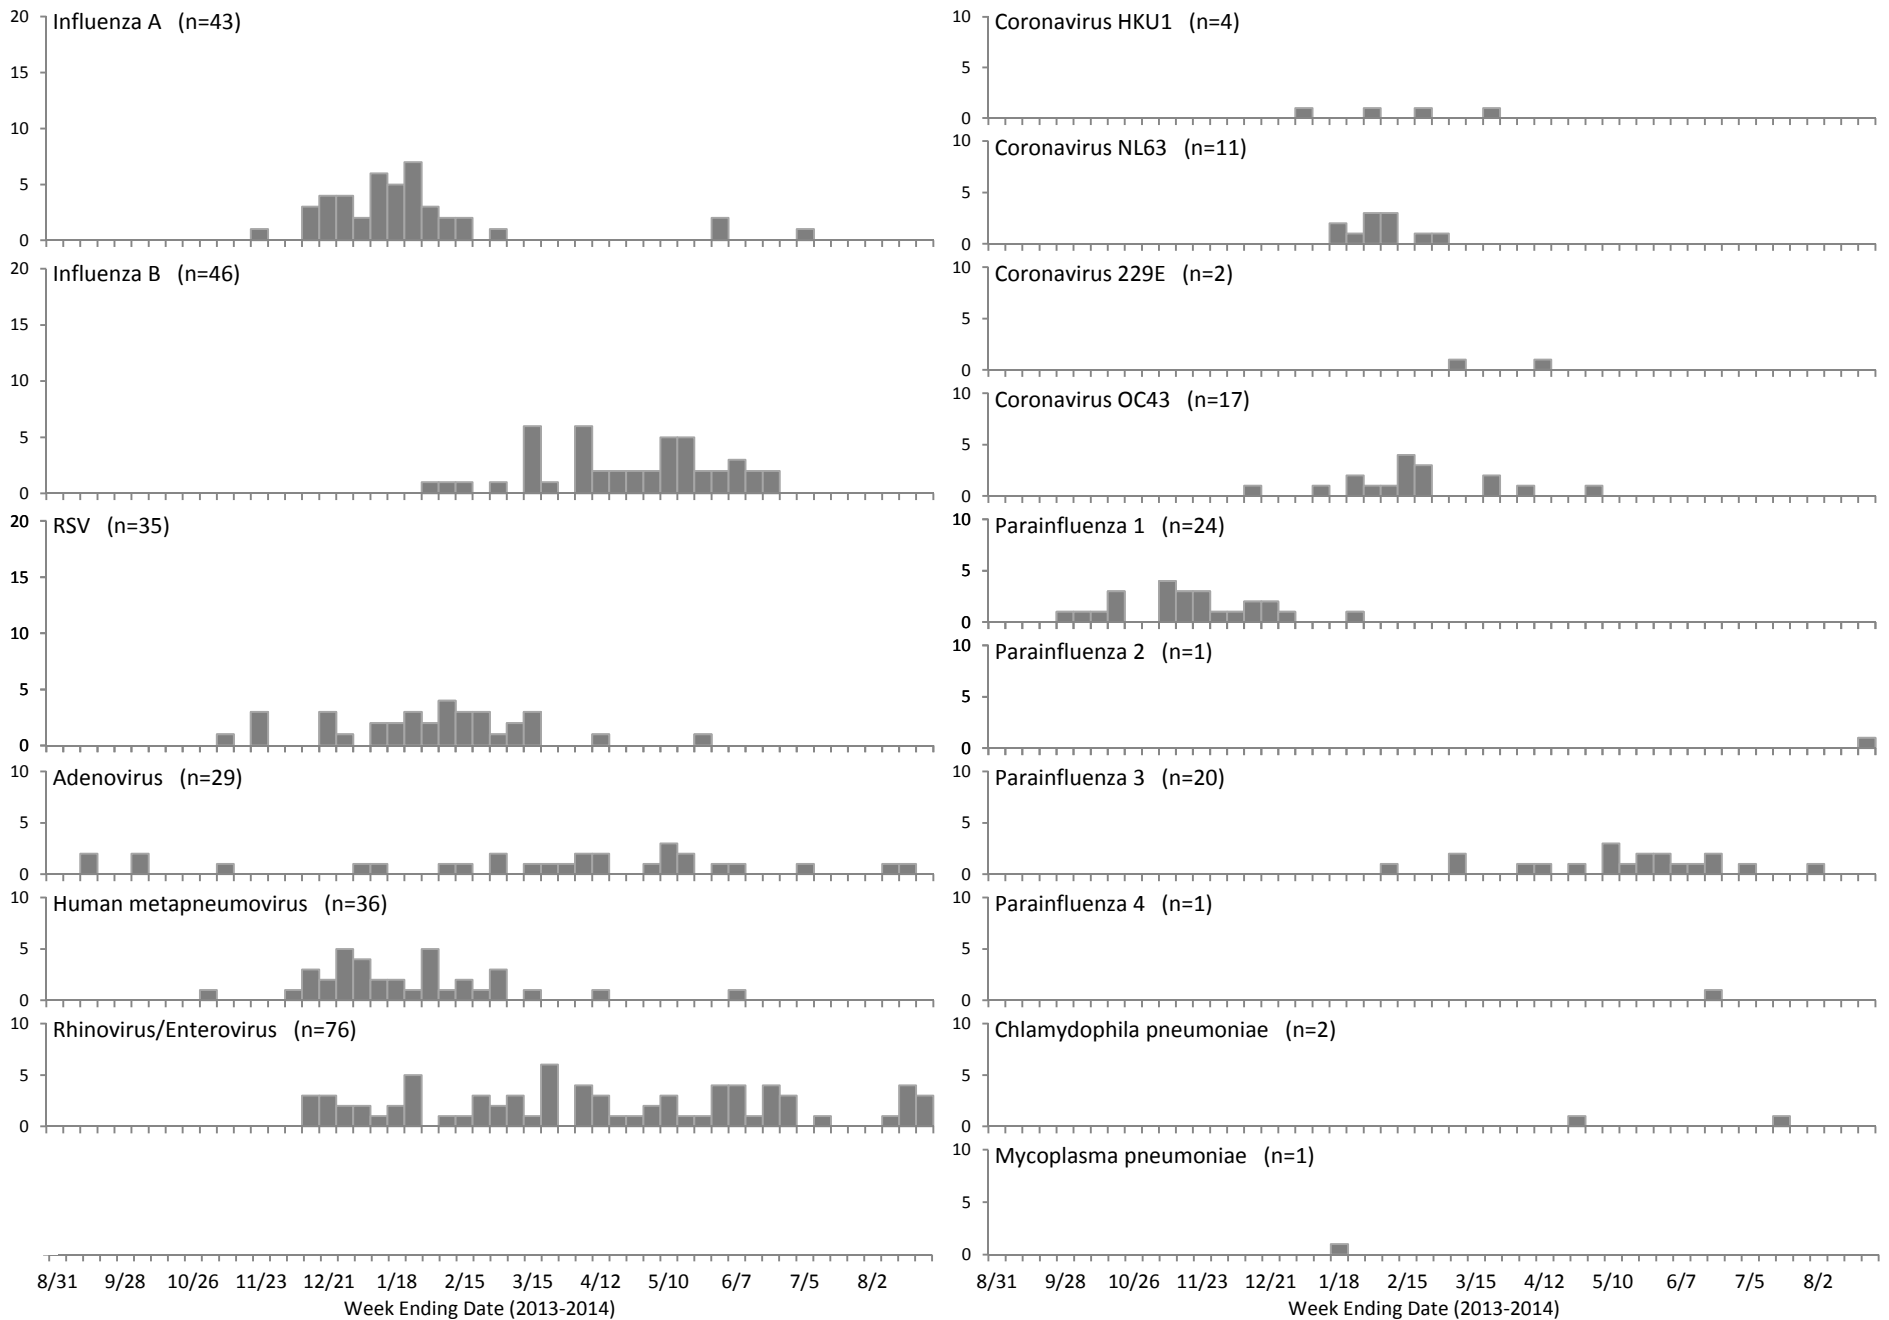 Influenza A (n=43)
20
15
10
5
0
Influenza B (n=46)
20
15
10
5
0
RSV (n=35)
20
15
10
5
0
Adenovirus (n=29)
10
5
0
Human metapneumovirus (n=36)
10
5
0
Rhinovirus/Enterovirus (n=76)
10
5
0
8/31 9/28 10/26 11/23 12/21 1/18 2/15 3/15 4/12 5/10 6/7 7/5 8/2
Week Ending Date (2013-2014)
Coronavirus HKU1 (n=4)
10
5
0
Coronavirus NL63 (n=11)
10
5
0
Coronavirus 229E (n=2)
10
5
0
Coronavirus OC43 (n=17)
10
5
0
Parainfluenza 1 (n=24)
10
5
0
Parainfluenza 2 (n=1)
10
5
0
Parainfluenza 3 (n=20)
10
5
0
Parainfluenza 4 (n=1)
10
5
0
Chlamydophila pneumoniae (n=2)
10
5
0
Mycoplasma pneumoniae (n=1)
10
5
0
8/31 9/28 10/26 11/23 12/21 1/18 2/15 3/15 4/12 5/10 6/7 7/5 8/2
Week Ending Date (2013-2014)